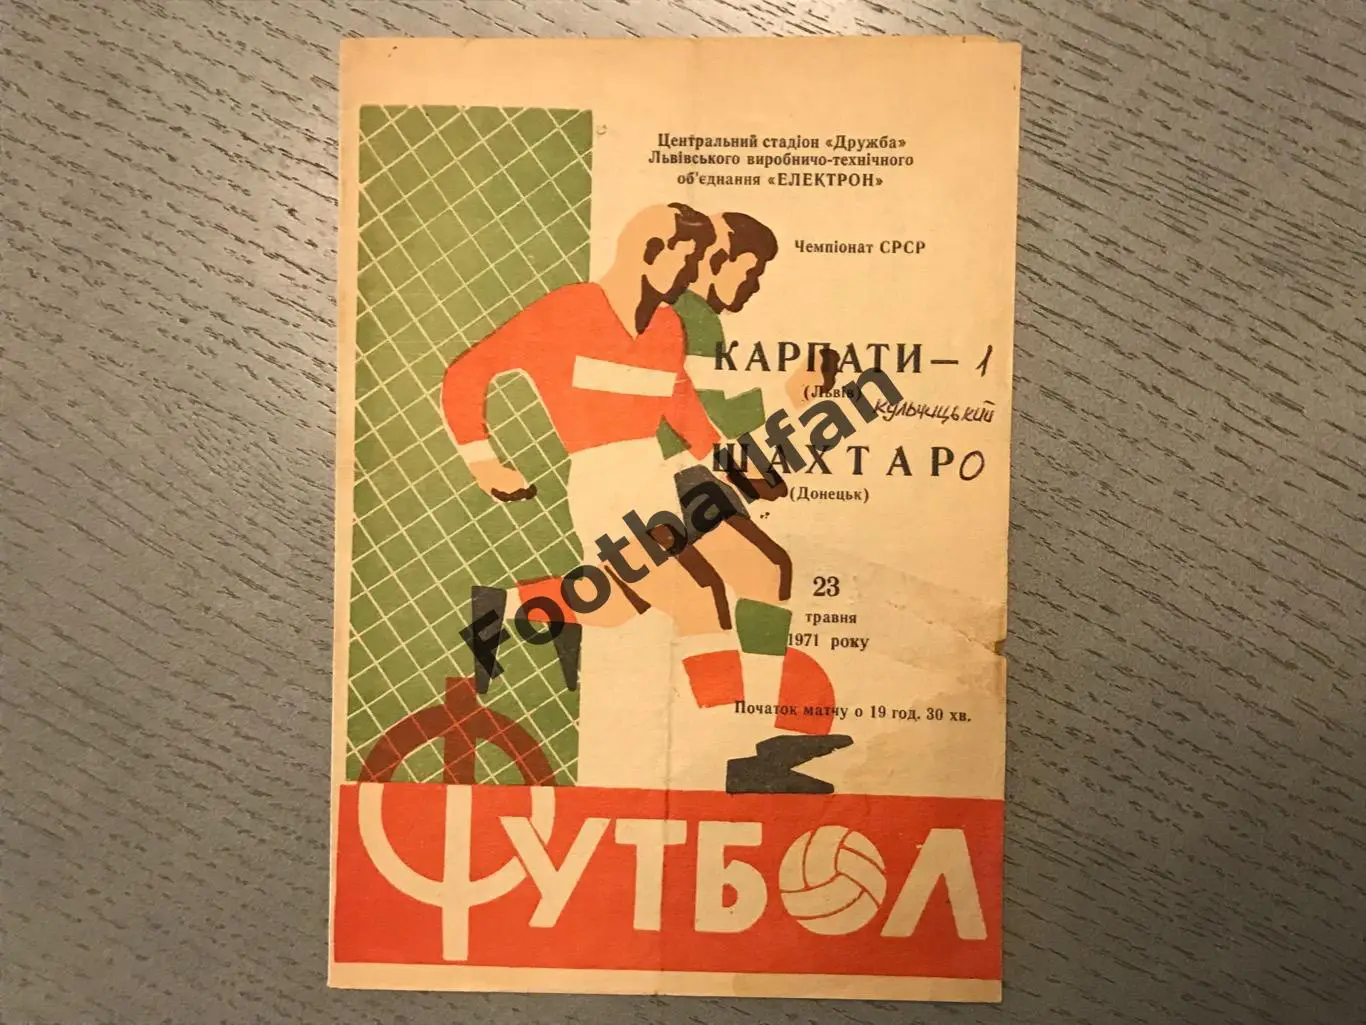 Центральний стадіон «Дружба»
Львівського виробничо-технічного
об'єднання «ЕЛЕКТРОН»
Чемпіонат СРСР
КАРПАТИ – 1
(Львів)
Кульчицький
ШАХТАР 0
(Донецьк)
23
травня
1971 року
Початок матчу о 19 год. 30 хв.
ФУТБОЛ
Footballfan